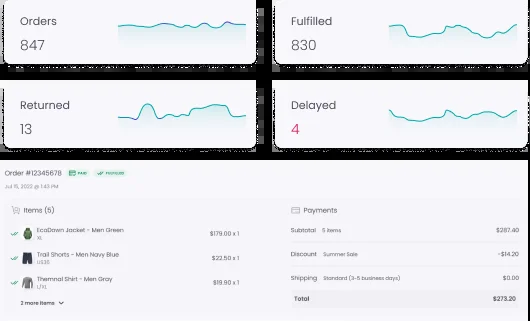 Orders
847
Fulfilled
830
Returned
13
Delayed
4
Order #12345678 PAID FULFILLED
Jul 15, 2022 @ 1:43 PM
Items (5)
EcoDown Jacket - Men Green
XL
$179.00 x 1
Trail Shorts - Men Navy Blue
US36
$22.50 x 1
Thermal Shirt - Men Gray
L/XL
$19.90 x 1
2 more items
Payments
Subtotal 5 items $287.40
Discount Summer Sale -$14.20
Shipping Standard (3-5 business days) $0.00
Total $273.20